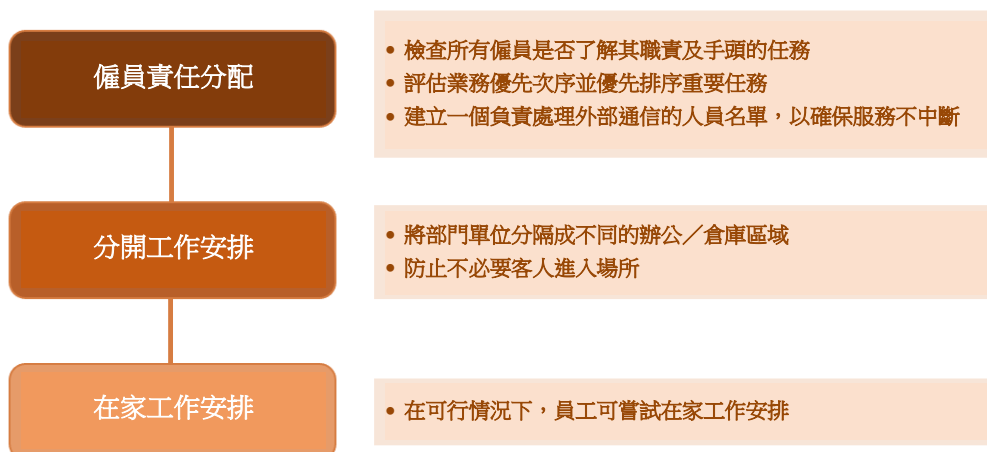 僱員責任分配
• 檢查所有僱員是否了解其職責及手頭的任務
• 評估業務優先次序並優先排序重要任務
• 建立一個負責處理外部通信的人員名單，以確保服務不中斷
分開工作安排
• 將部門單位分隔成不同的辦公／倉庫區域
• 防止不必要客人進入場所
在家工作安排
• 在可行情況下，員工可嘗試在家工作安排